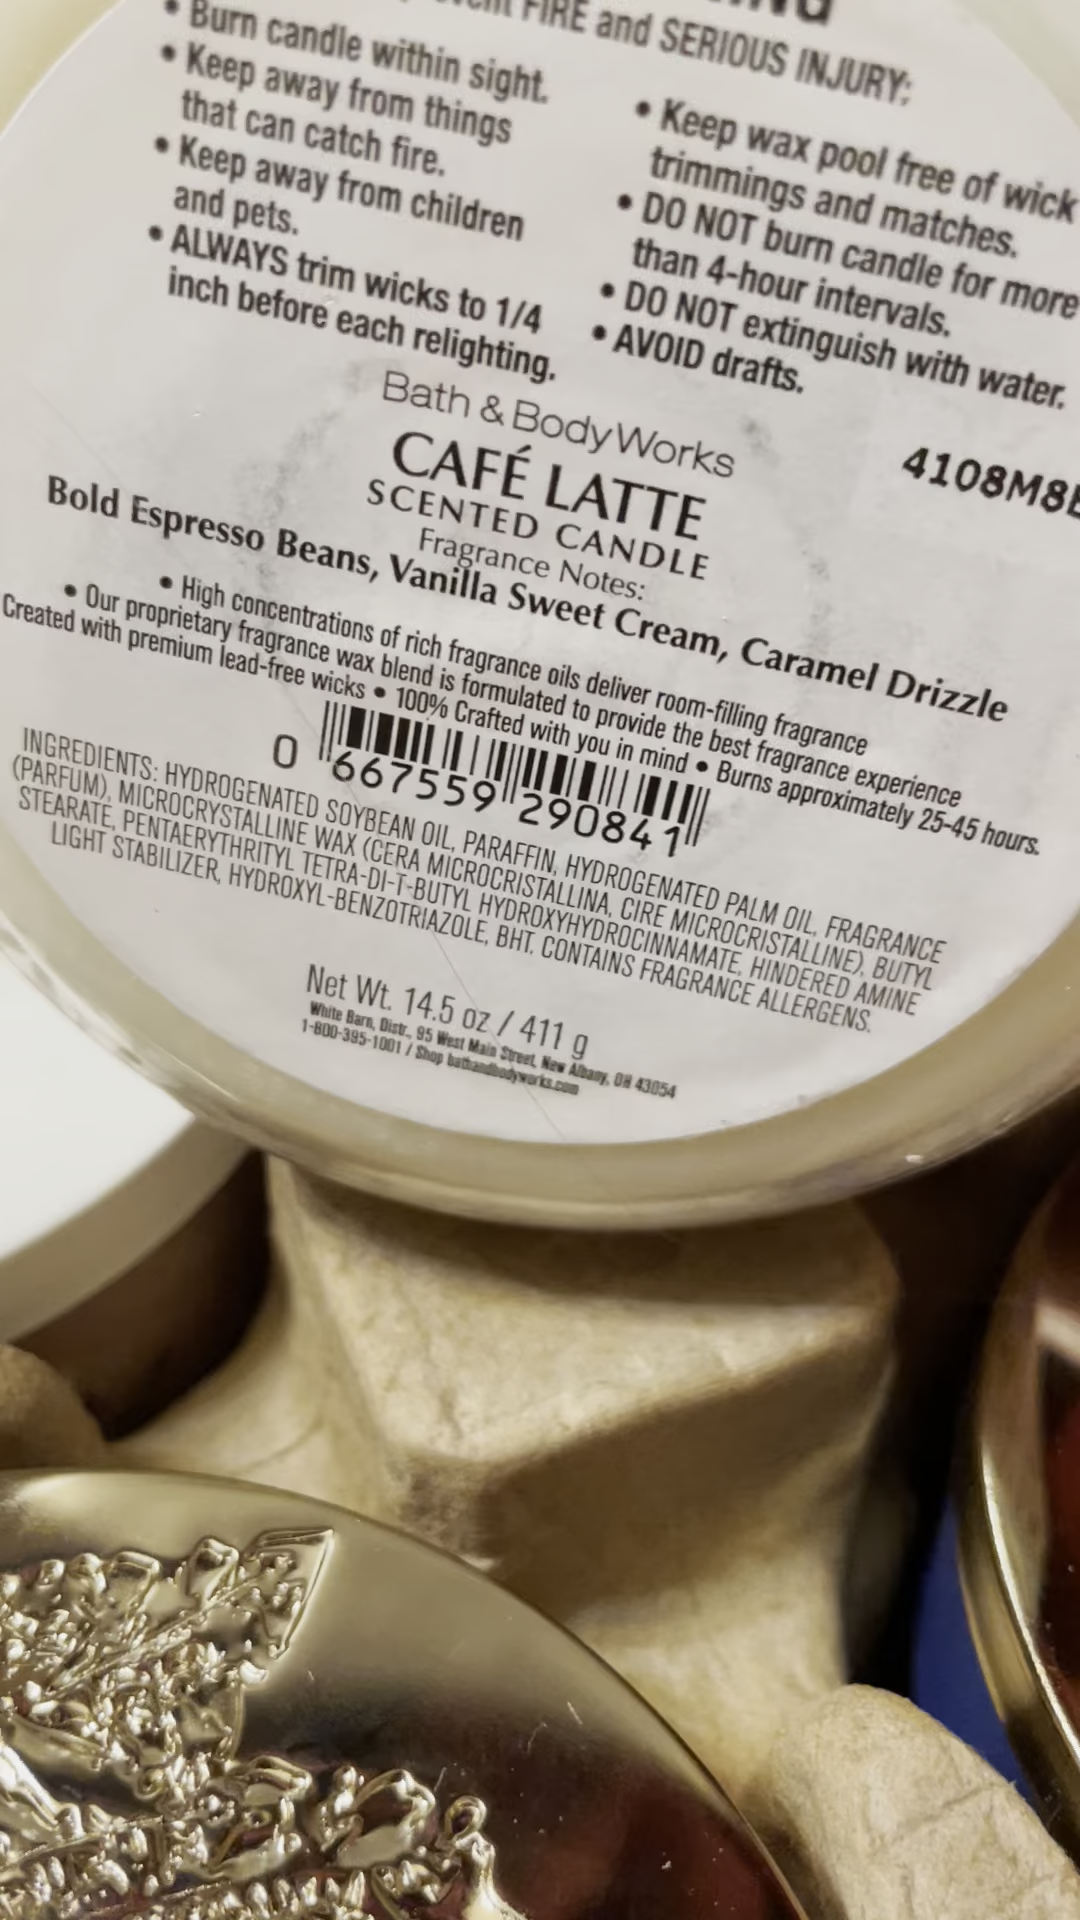 FIRE and SERIOUS INJURY:
• Burn candle within sight.
• Keep away from things
that can catch fire.
• Keep away from children
and pets.
• ALWAYS trim wicks to 1/4
inch before each relighting.
• Keep wax pool free of wick
trimmings and matches.
• DO NOT burn candle for more
than 4-hour intervals.
• DO NOT extinguish with water.
• AVOID drafts.
Bath & Body Works
CAFÉ LATTE
SCENTED CANDLE
4108M8
Fragrance Notes:
Bold Espresso Beans, Vanilla Sweet Cream, Caramel Drizzle
• High concentrations of rich fragrance oils deliver room-filling fragrance
• Our proprietary fragrance wax blend is formulated to provide the best fragrance experience
Created with premium lead-free wicks • 100% Crafted with you in mind • Burns approximately 25-45 hours.
0 667559 290841
INGREDIENTS: HYDROGENATED SOYBEAN OIL, PARAFFIN, HYDROGENATED PALM OIL, FRAGRANCE
(PARFUM), MICROCRYSTALLINE WAX (CERA MICROCRISTALLINA, CIRE MICROCRISTALLINE), BUTYL
STEARATE, PENTAERYTHRITYL TETRA-DI-T-BUTYL HYDROXYHYDROCINNAMATE, HINDERED AMINE
LIGHT STABILIZER, HYDROXYL-BENZOTRIAZOLE, BHT. CONTAINS FRAGRANCE ALLERGENS.
Net Wt. 14.5 oz / 411 g
White Barn, Distr., 95 West Main Street, New Albany, OH 43054
1-800-395-1001 / Shop bathandbodyworks.com